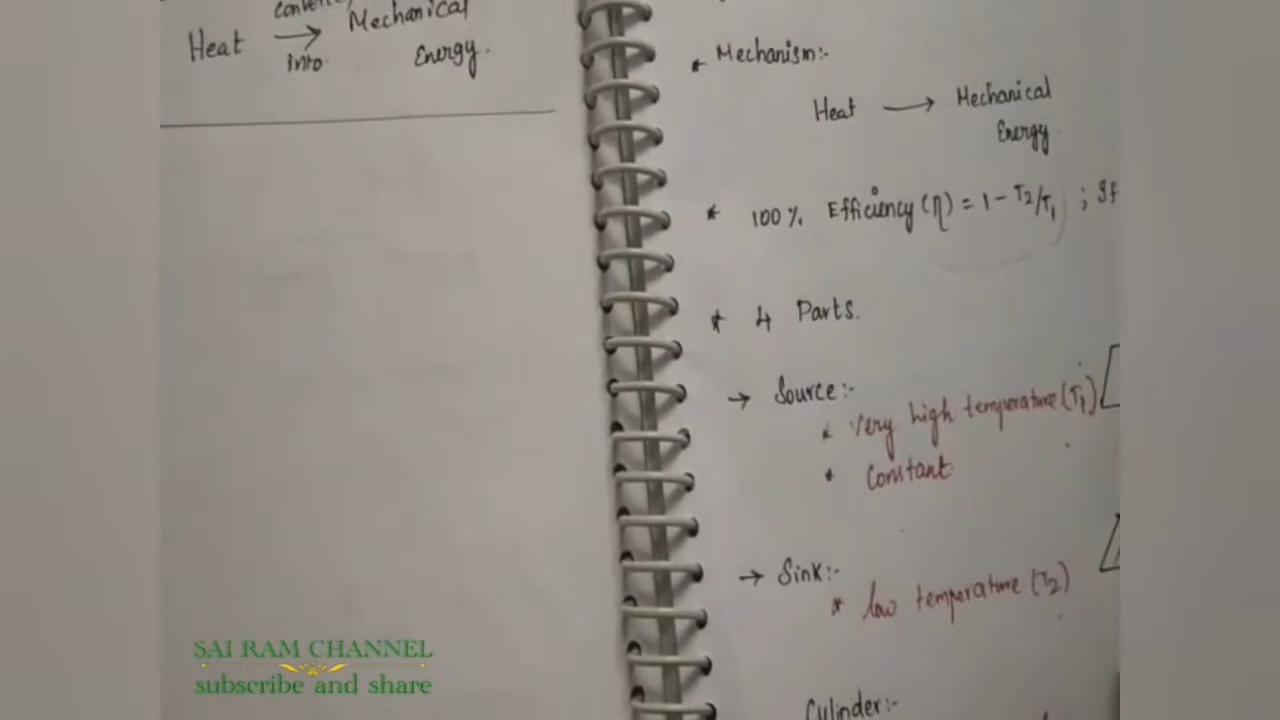 Heat → Mechanical
into Energy.
* Mechanism:-
Heat → Mechanical
Energy
* 100% Efficiency (η) = 1 - T2/T1 ; If
* 4 Parts.
→ Source:-
* Very high temperature (T1)
* Constant
→ Sink:-
* low temperature (T2)
Cylinder:-
SAI RAM CHANNEL
subscribe and share